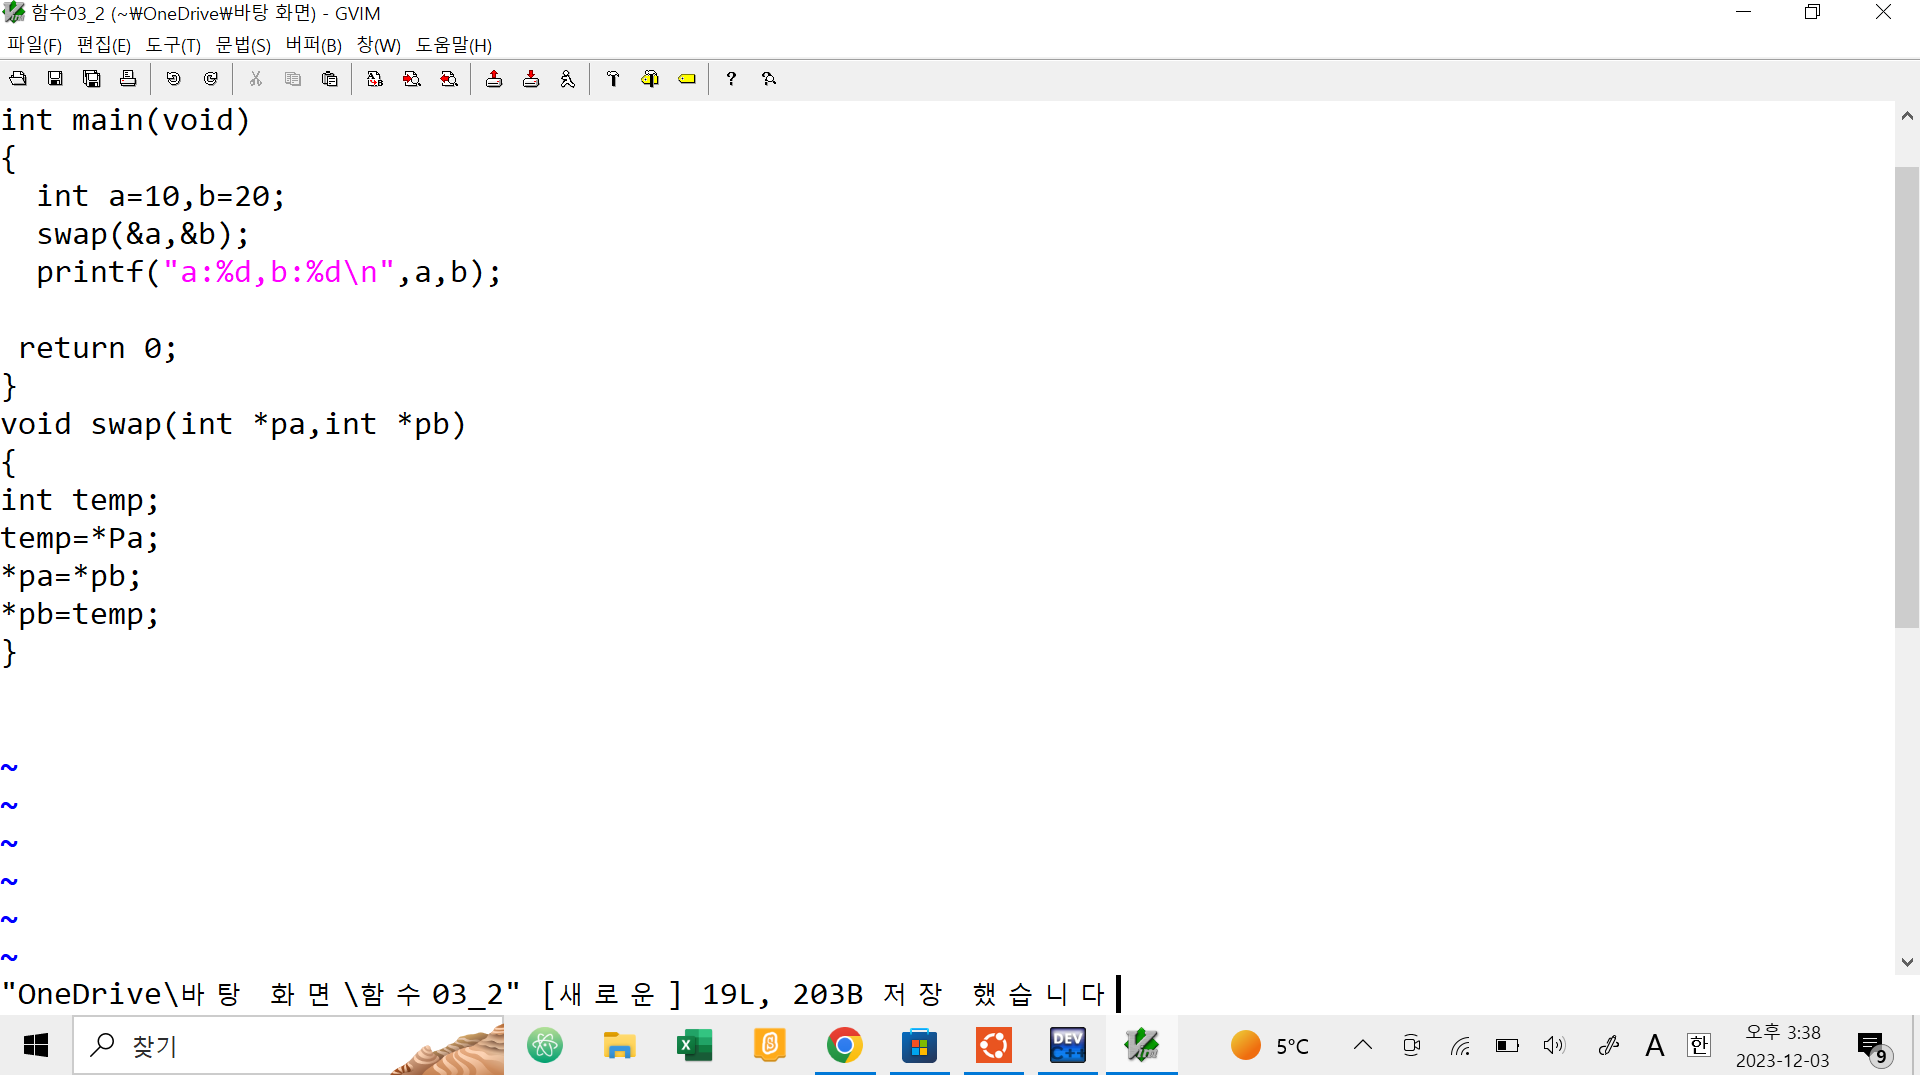 함수03_2 (~₩OneDrive₩바탕 화면) - GVIM
파일(F) 편집(E) 도구(T) 문법(S) 버퍼(B) 창(W) 도움말(H)
int main(void)
{
  int a=10,b=20;
  swap(&a,&b);
  printf("a:%d,b:%d\n",a,b);
 return 0;
}
void swap(int *pa,int *pb)
{
int temp;
temp=*Pa;
*pa=*pb;
*pb=temp;
}
~
~
~
~
~
~
"OneDrive\바탕 화면\함수03_2" [새로운] 19L, 203B 저장 했습니다
찾기
DEV
C++
5°C
A
한
오후 3:38
2023-12-03
9